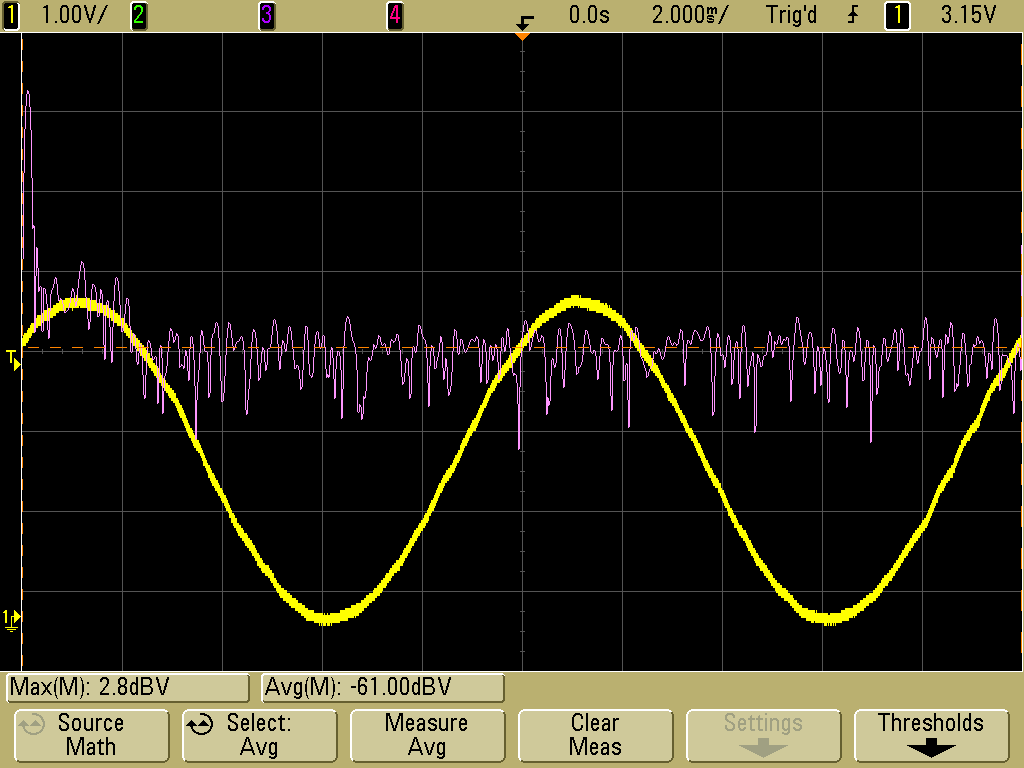 1 1.00V/ 2 3 4 0.0s 2.000ms/ Trig'd 1 3.15V
T
1
Max(M): 2.8dBV Avg(M): -61.00dBV
Source Select: Measure Clear Settings Thresholds
Math Avg Avg Meas